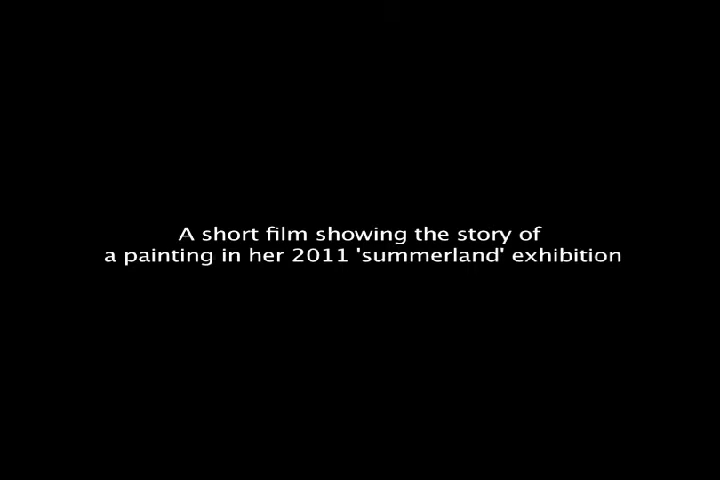 A short film showing the story of
a painting in her 2011 'summerland' exhibition